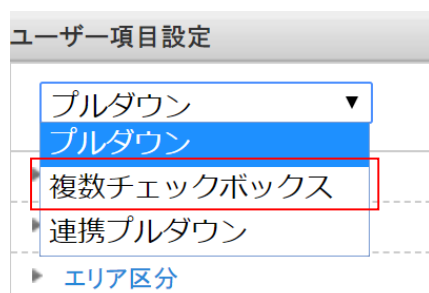 ユーザー項目設定
プルダウン ▼
プルダウン
複数チェックボックス
連携プルダウン
エリア区分